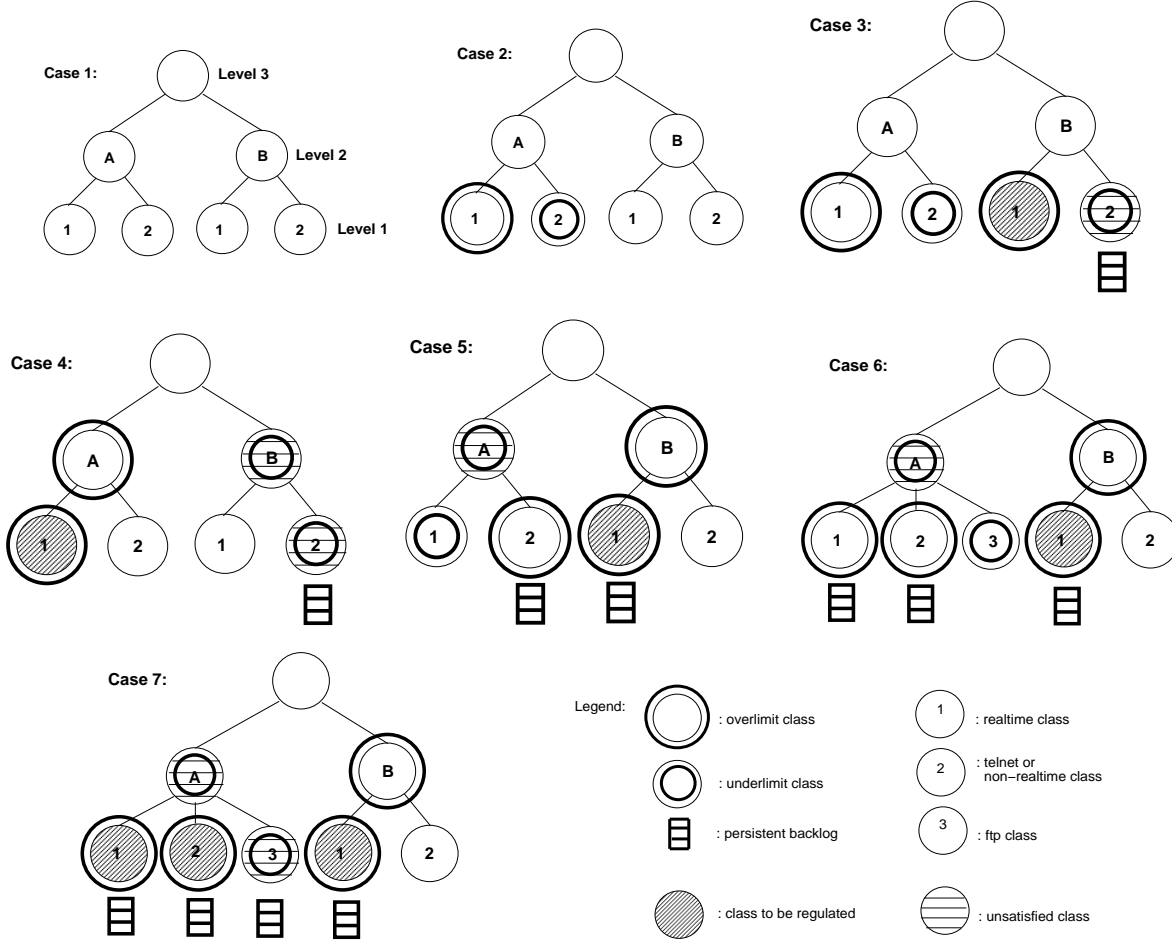 Case 1:
Level 3
A
B
Level 2
1
2
1
2
Level 1
Case 2:
A
B
1
2
1
2
Case 3:
A
B
1
2
1
2
Case 4:
A
B
1
2
1
2
Case 5:
A
B
1
2
1
2
Case 6:
A
B
1
2
3
1
2
Case 7:
A
B
1
2
3
1
2
Legend:
: overlimit class
: underlimit class
: persistent backlog
: class to be regulated
1
: realtime class
2
: telnet or
non−realtime class
3
: ftp class
: unsatisfied class